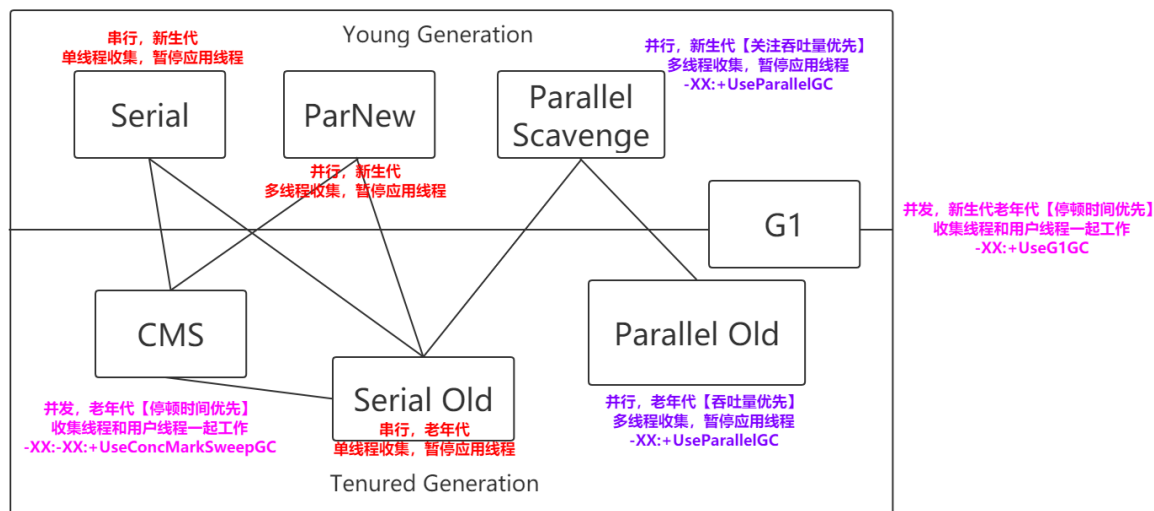 Young Generation
串行，新生代
单线程收集，暂停应用线程
Serial
ParNew
并行，新生代
多线程收集，暂停应用线程
Parallel
Scavenge
并行，新生代【关注吞吐量优先】
多线程收集，暂停应用线程
-XX:+UseParallelGC
G1
并发，新生代老年代【停顿时间优先】
收集线程和用户线程一起工作
-XX:+UseG1GC
CMS
并发，老年代【停顿时间优先】
收集线程和用户线程一起工作
-XX:-XX:+UseConcMarkSweepGC
Serial Old
串行，老年代
单线程收集，暂停应用线程
Parallel Old
并行，老年代【吞吐量优先】
多线程收集，暂停应用线程
-XX:+UseParallelGC
Tenured Generation